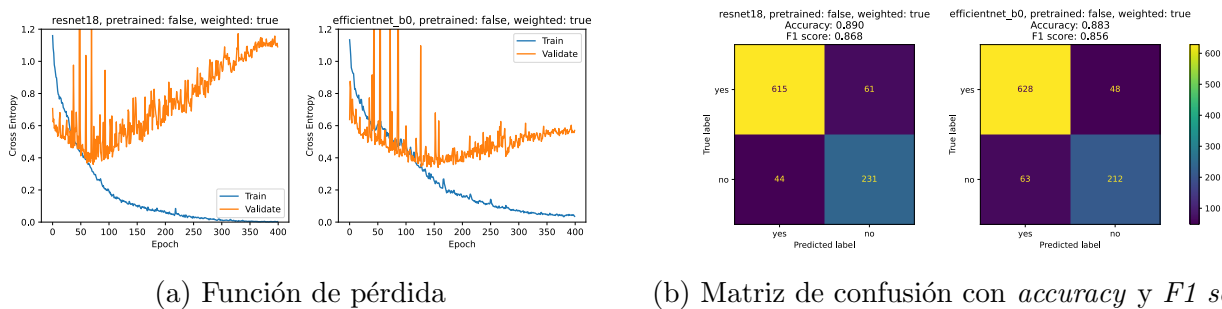 resnet18, pretrained: false, weighted: true
1.2
1.0
0.8
0.6
0.4
0.2
0.0
Cross Entropy
Train
Validate
0 50 100 150 200 250 300 350 400
Epoch
efficientnet_b0, pretrained: false, weighted: true
1.2
1.0
0.8
0.6
0.4
0.2
0.0
Cross Entropy
Train
Validate
0 50 100 150 200 250 300 350 400
Epoch
(a) Función de pérdida
resnet18, pretrained: false, weighted: true
Accuracy: 0.890
F1 score: 0.868
True label
yes
no
615 61
44 231
yes no
Predicted label
efficientnet_b0, pretrained: false, weighted: true
Accuracy: 0.883
F1 score: 0.856
True label
yes
no
628 48
63 212
yes no
Predicted label
600
500
400
300
200
100
(b) Matriz de confusión con accuracy y F1